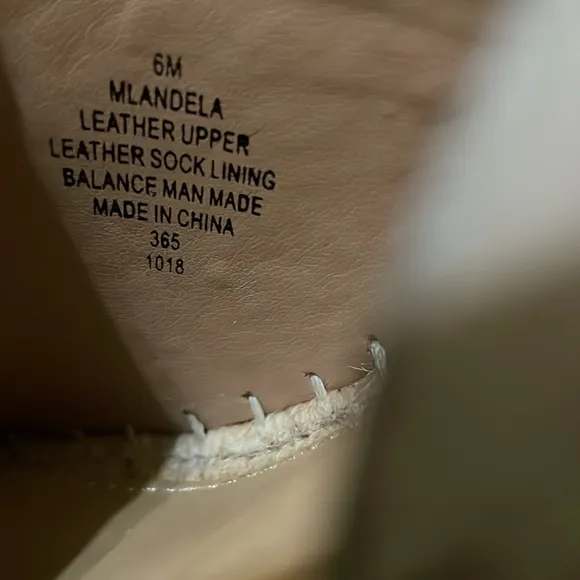 6M
MLANDELA
LEATHER UPPER
LEATHER SOCK LINING
BALANCE MAN MADE
MADE IN CHINA
365
1018